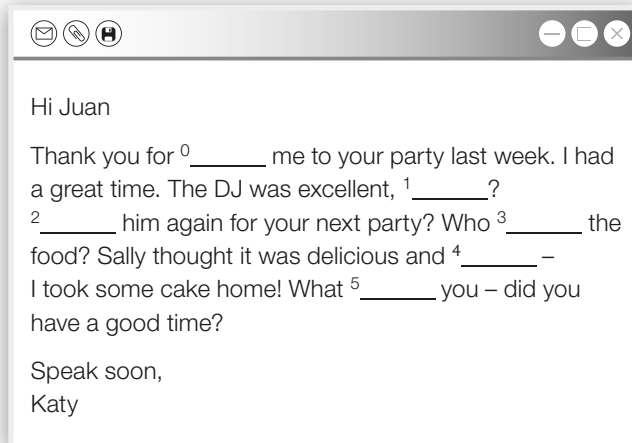 Hi Juan
Thank you for ⁰______ me to your party last week. I had
a great time. The DJ was excellent, ¹______?
²______ him again for your next party? Who ³______ the
food? Sally thought it was delicious and ⁴______ –
I took some cake home! What ⁵______ you – did you
have a good time?
Speak soon,
Katy